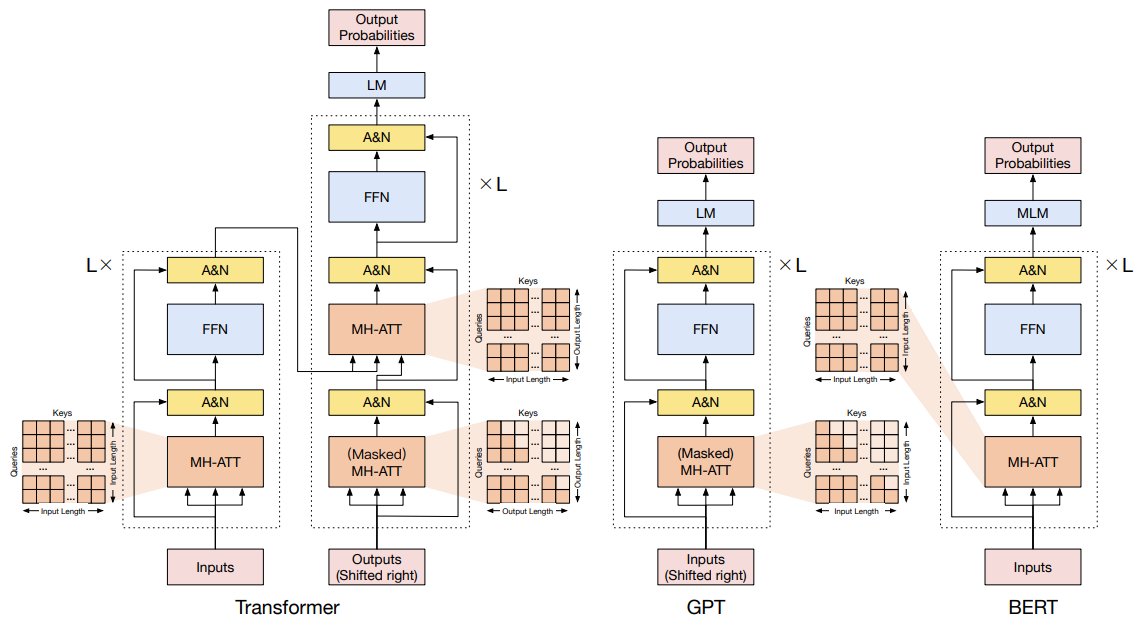 Output
Probabilities
LM
A&N
FFN
× L
A&N
MH-ATT
Keys
...
...
...
...
...
Queries
Output Length
Input Length
A&N
(Masked)
MH-ATT
Keys
...
...
...
...
...
Queries
Output Length
Output Length
Outputs
(Shifted right)
L ×
A&N
FFN
A&N
MH-ATT
Keys
...
...
...
...
...
Queries
Input Length
Input Length
Inputs
Transformer
Output
Probabilities
LM
× L
A&N
FFN
A&N
(Masked)
MH-ATT
Keys
...
...
...
...
...
Queries
Input Length
Input Length
Inputs
(Shifted right)
GPT
Output
Probabilities
MLM
× L
A&N
FFN
A&N
MH-ATT
Keys
...
...
...
...
...
Queries
Input Length
Input Length
Inputs
BERT